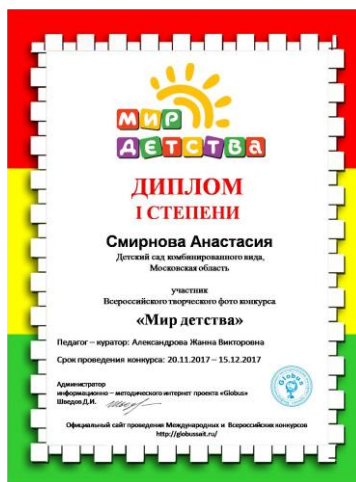 МИР
ДЕТСТВА
ДИПЛОМ
I СТЕПЕНИ
Смирнова Анастасия
Детский сад комбинированного вида,
Московская область
участник
Всероссийского творческого фото конкурса
«Мир детства»
Педагог – куратор: Александрова Жанна Викторовна
Срок проведения конкурса: 20.11.2017 – 15.12.2017
Администратор
информационно – методического интернет проекта «Globus»
Шведов Д.И.
Globus
Официальный сайт проведения Международных и Всероссийских конкурсов
http://globussait.ru/